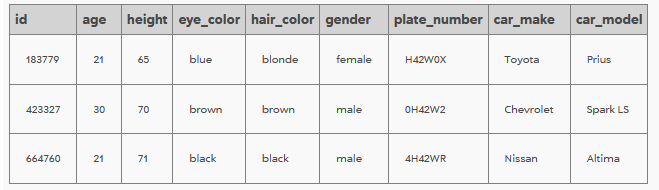 id age height eye_color hair_color gender plate_number car_make car_model
183779 21 65 blue blonde female H42W0X Toyota Prius
423327 30 70 brown brown male 0H42W2 Chevrolet Spark LS
664760 21 71 black black male 4H42WR Nissan Altima